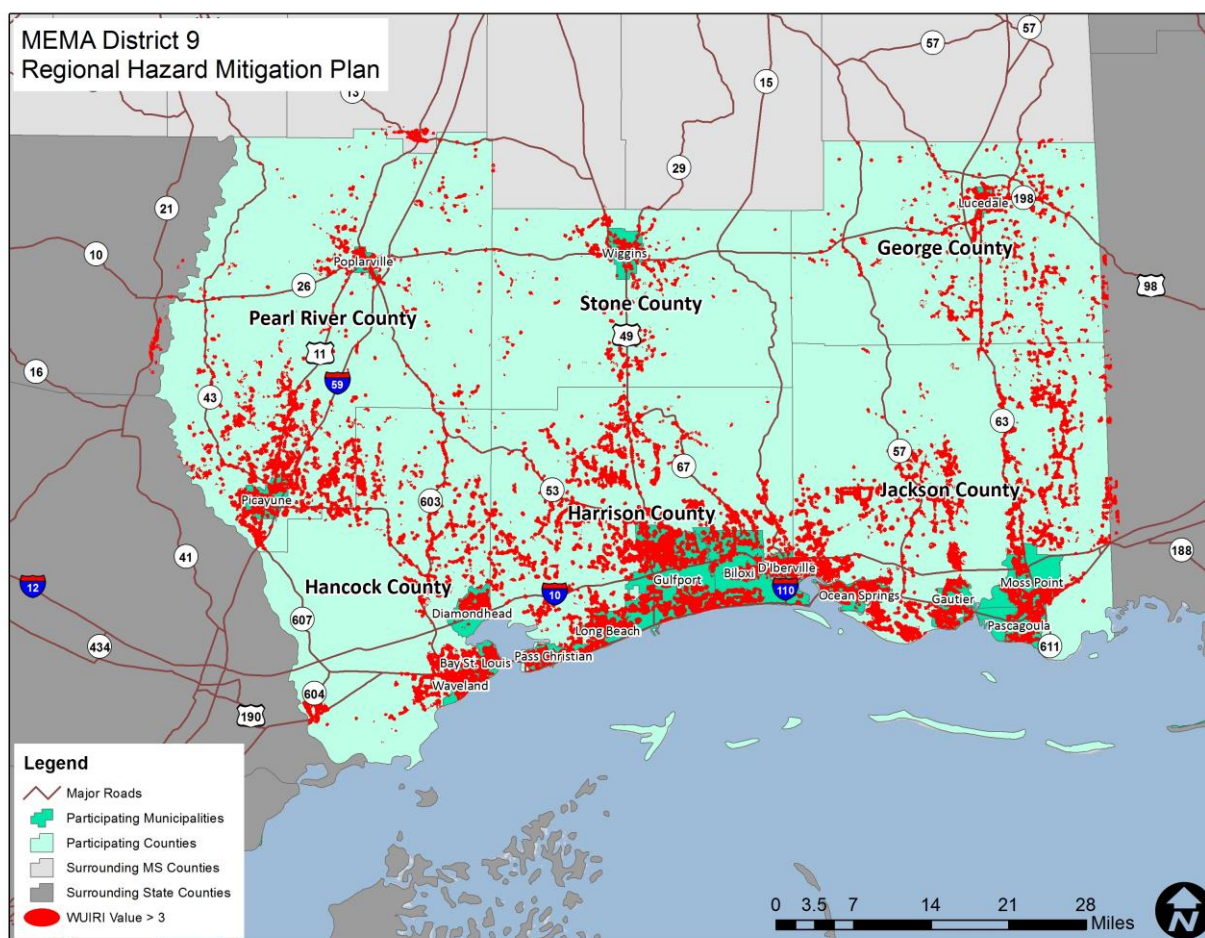 MEMA District 9
Regional Hazard Mitigation Plan
57
57
13
15
29
21
Lucedale
198
10
Poplarville
Wiggins
George County
26
98
Stone County
Pearl River County
49
11
16
59
43
63
67
57
Picayune
603
53
Jackson County
Harrison County
41
188
12
Hancock County
10
Gulfport
Biloxi
D'Iberville
110
Ocean Springs
Gautier
Moss Point
Diamondhead
607
Long Beach
Pascagoula
434
Bay St. Louis
Pass Christian
611
Waveland
604
190
Legend
Major Roads
Participating Municipalities
Participating Counties
Surrounding MS Counties
Surrounding State Counties
WUIRI Value > 3
0 3.5 7 14 21 28
Miles
N